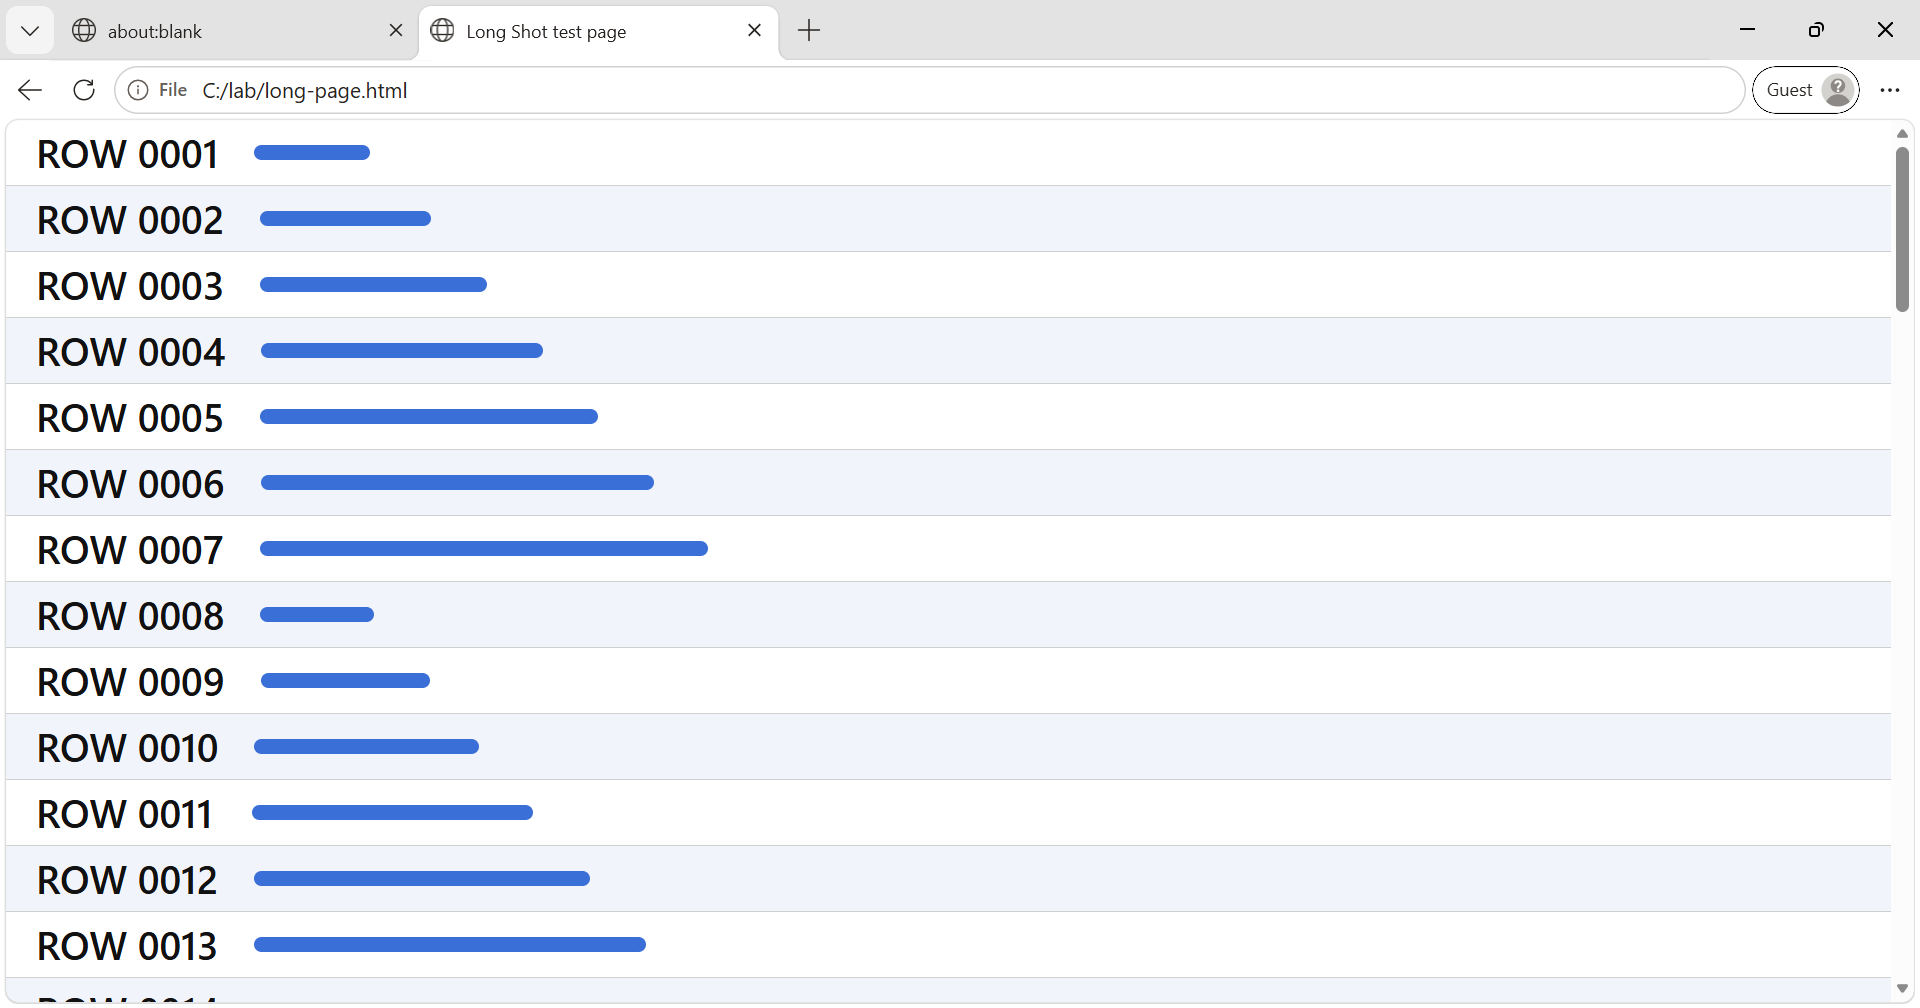 about:blank
Long Shot test page
File C:/lab/long-page.html
Guest
ROW 0001
ROW 0002
ROW 0003
ROW 0004
ROW 0005
ROW 0006
ROW 0007
ROW 0008
ROW 0009
ROW 0010
ROW 0011
ROW 0012
ROW 0013
ROW 0014